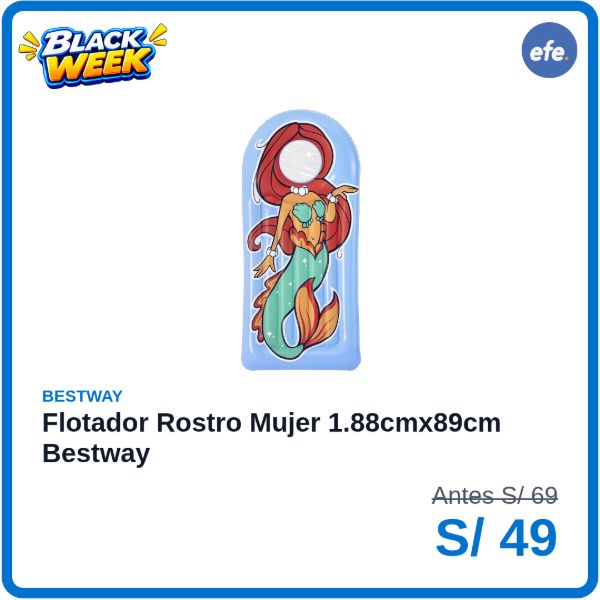 BLACK
WEEK
efe.
BESTWAY
Flotador Rostro Mujer 1.88cmx89cm
Bestway
Antes S/ 69
S/ 49